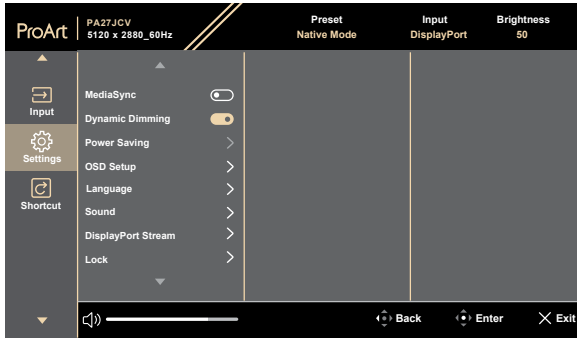 ProArt
PA27JCV
5120 x 2880_60Hz
Preset
Native Mode
Input
DisplayPort
Brightness
50
Input
Settings
Shortcut
MediaSync
Dynamic Dimming
Power Saving
OSD Setup
Language
Sound
DisplayPort Stream
Lock
Back
Enter
Exit